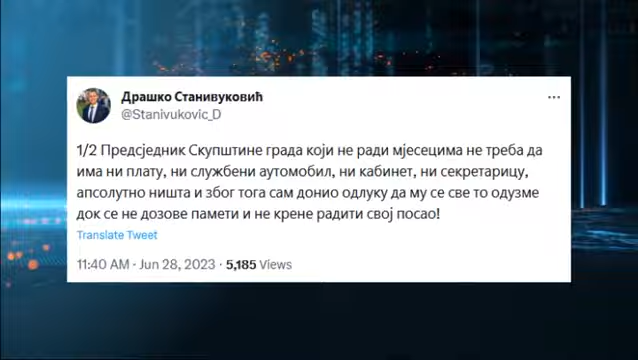 Драшко Станивуковић
@Stanivukovic_D
1/2 Предсједник Скупштине града који не ради мјесецима не треба да
има ни плату, ни службени аутомобил, ни кабинет, ни секретарицу,
апсолутно ништа и због тога сам донио одлуку да му се све то одузме
док се не дозове памети и не крене радити свој посао!
Translate Tweet
11:40 AM · Jun 28, 2023 · 5,185 Views